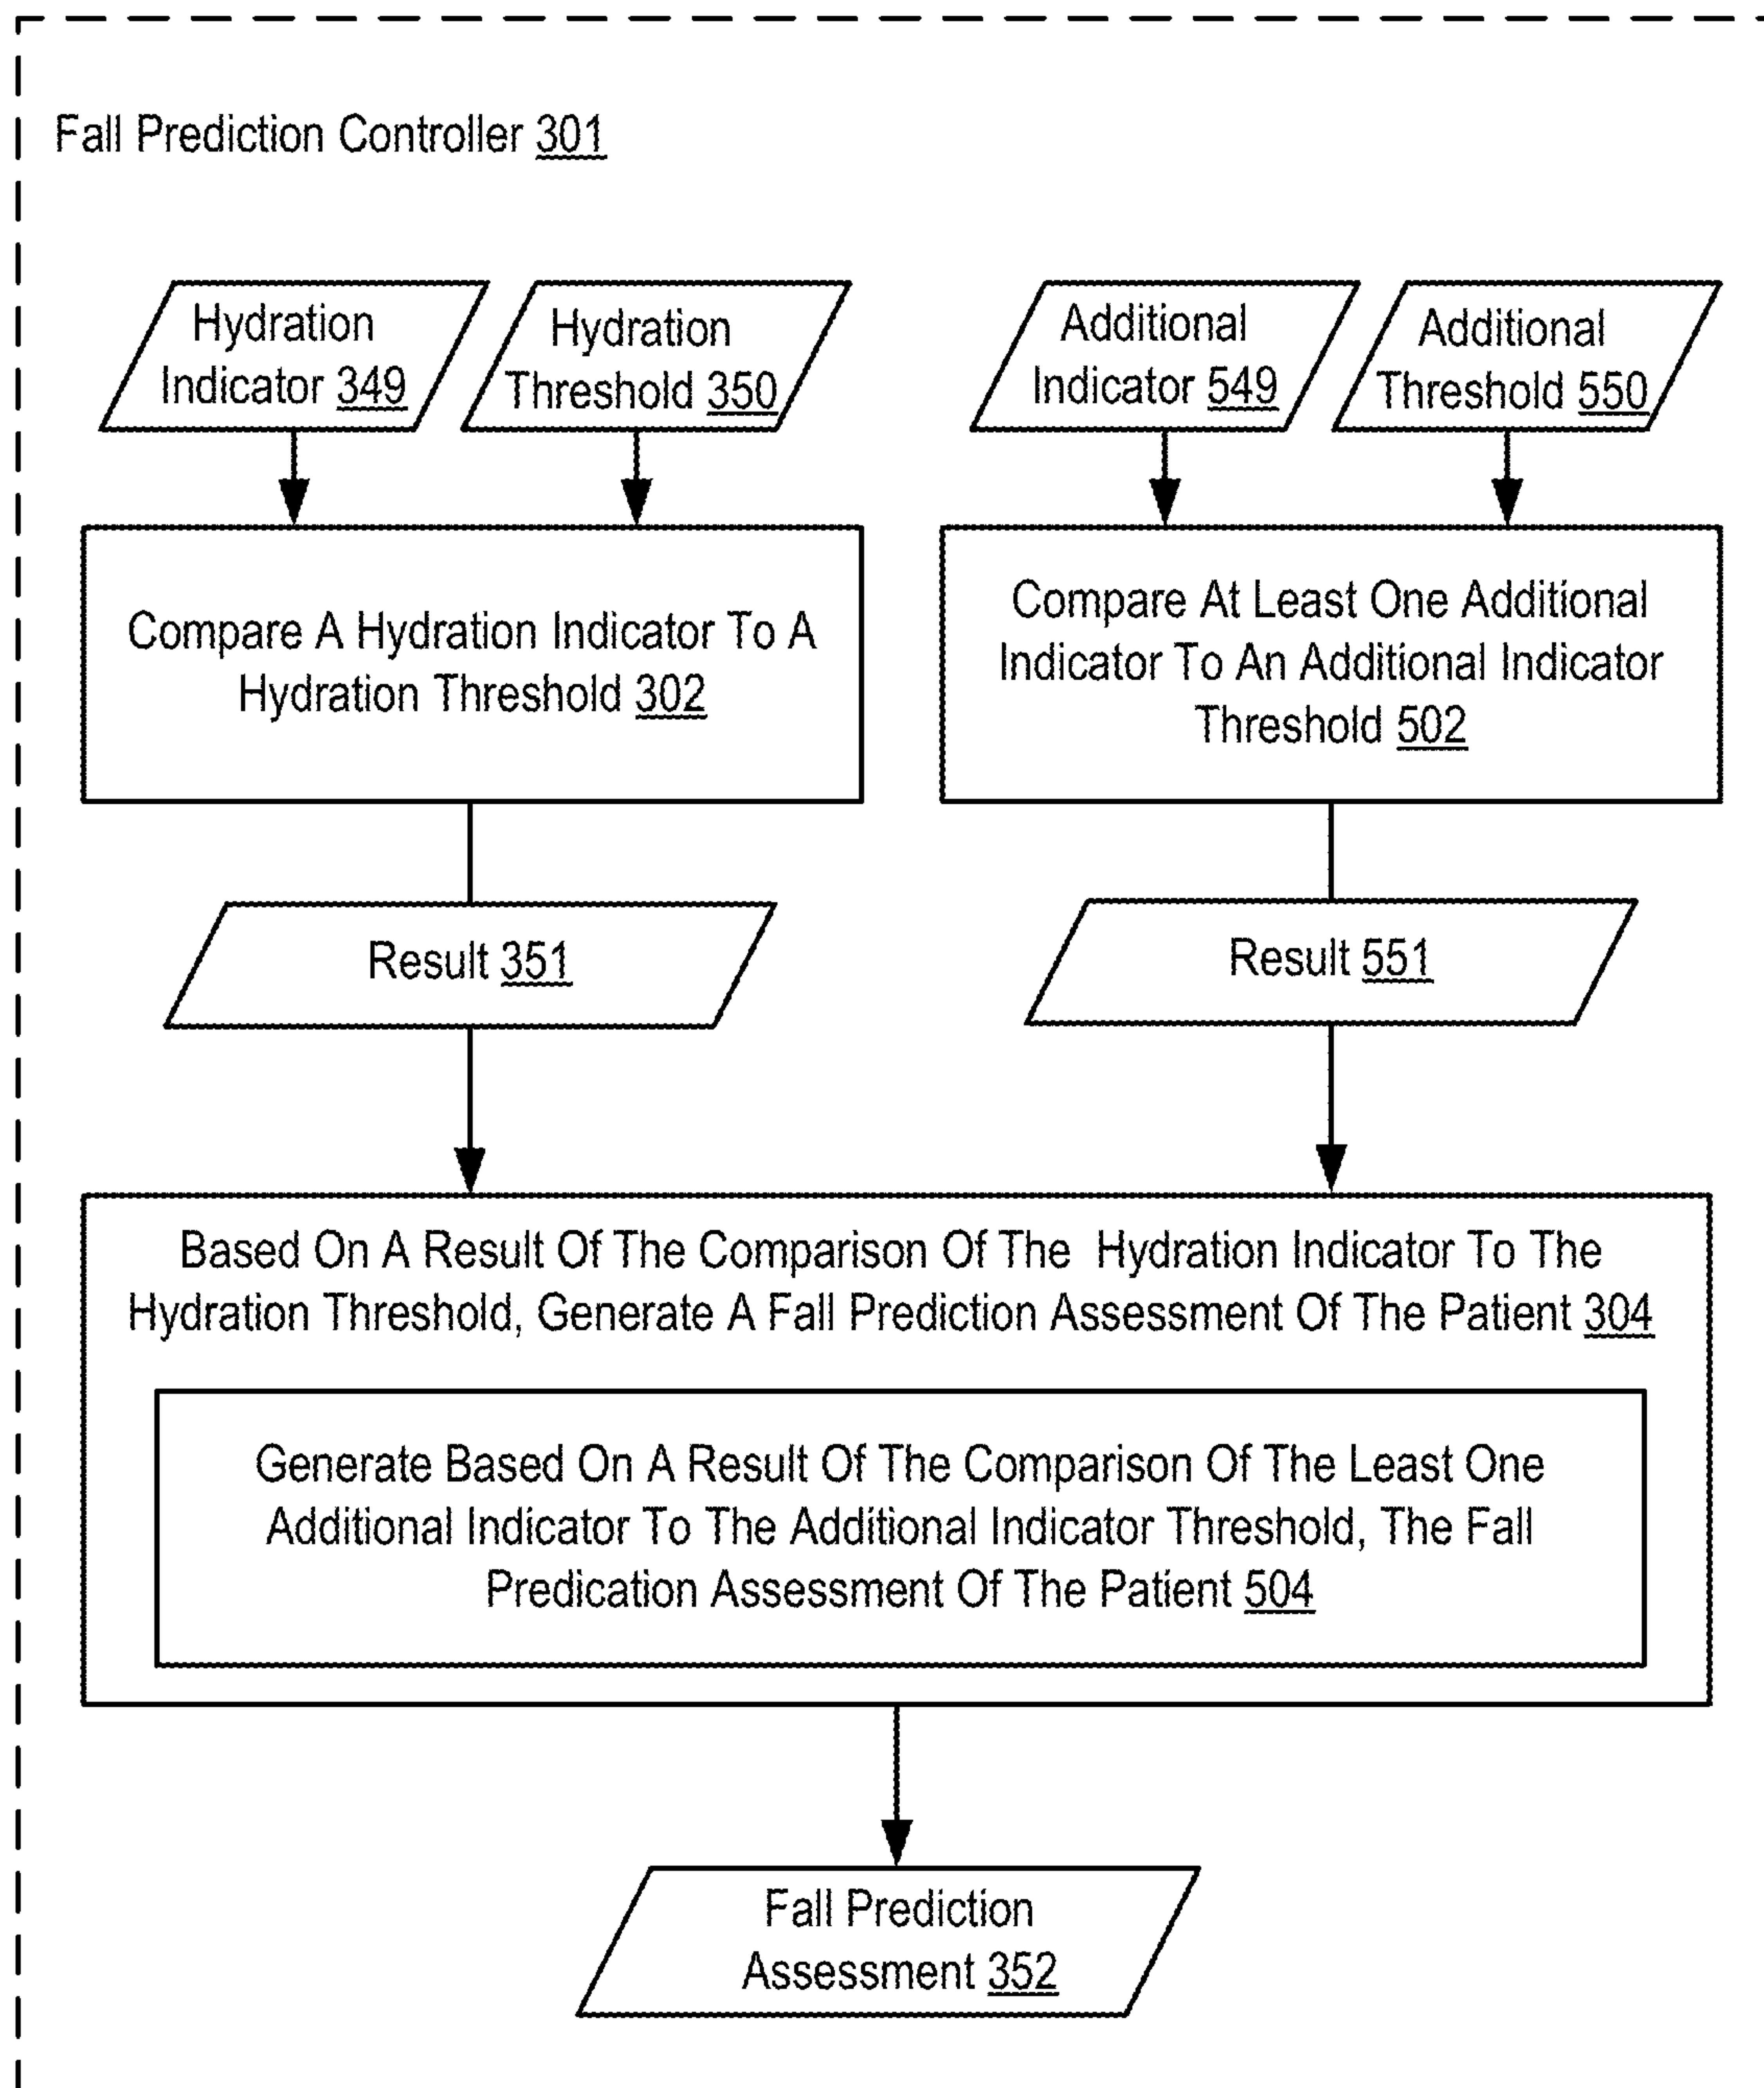 Fall Prediction Controller 301
Hydration
Indicator 349
Hydration
Threshold 350
Additional
Indicator 549
Additional
Threshold 550
Compare A Hydration Indicator To A
Hydration Threshold 302
Compare At Least One Additional
Indicator To An Additional Indicator
Threshold 502
Result 351
Result 551
Based On A Result Of The Comparison Of The Hydration Indicator To The
Hydration Threshold, Generate A Fall Prediction Assessment Of The Patient 304
Generate Based On A Result Of The Comparison Of The Least One
Additional Indicator To The Additional Indicator Threshold, The Fall
Predication Assessment Of The Patient 504
Fall Prediction
Assessment 352